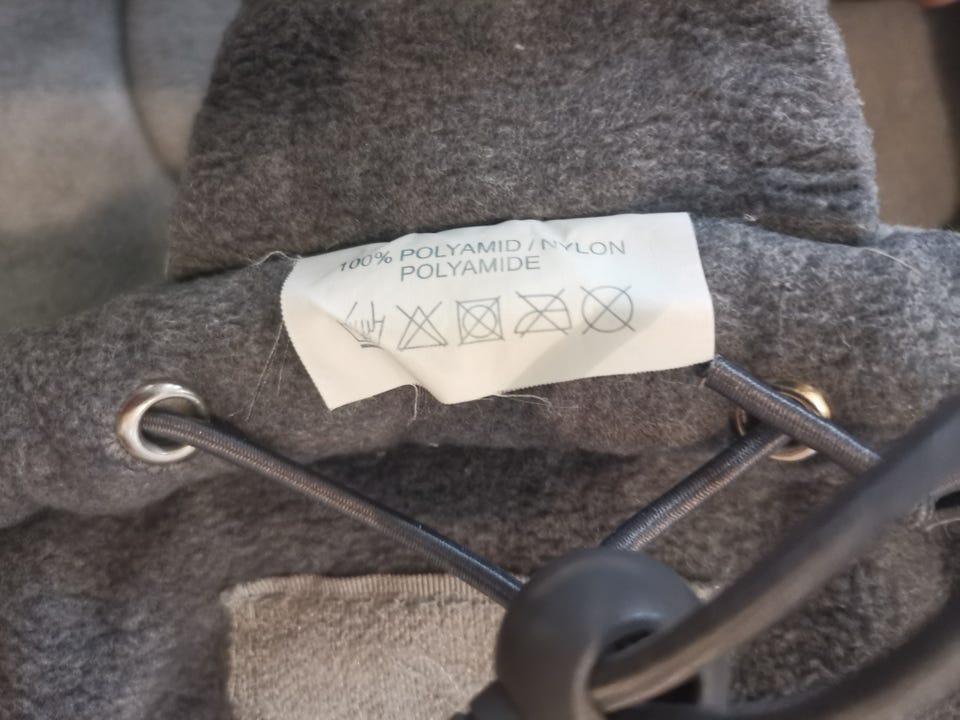 100% POLYAMID / NYLON
POLYAMIDE